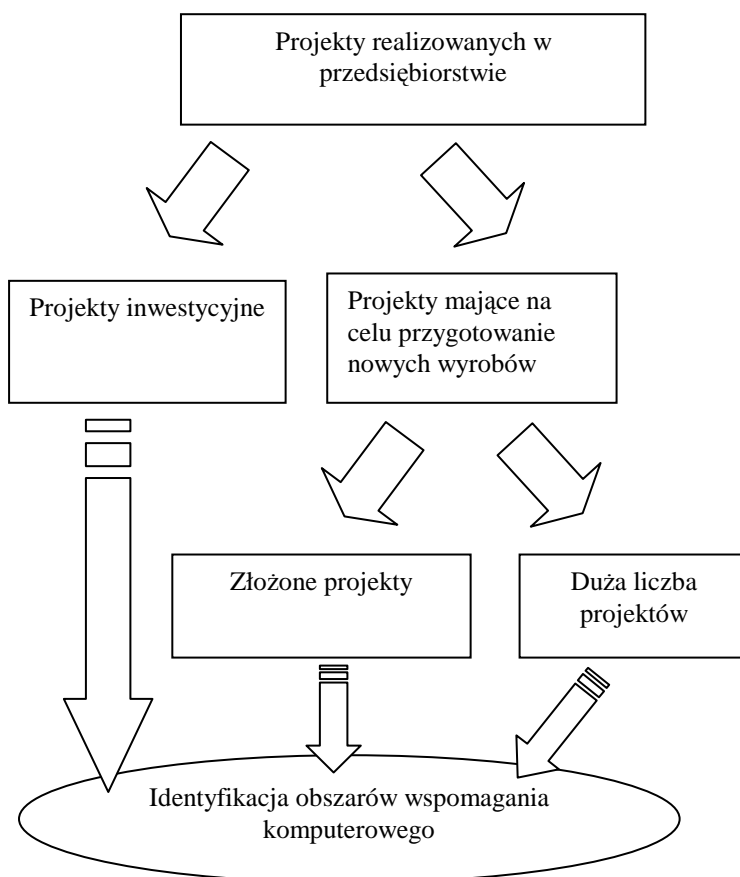 Projekty realizowanych w
przedsiębiorstwie
Projekty inwestycyjne
Projekty mające na
celu przygotowanie
nowych wyrobów
Złożone projekty
Duża liczba
projektów
Identyfikacja obszarów wspomagania
komputerowego